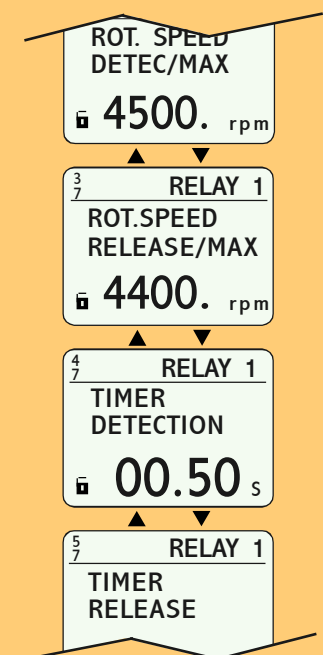 ROT. SPEED
DETEC/MAX
4500. rpm
3/7 RELAY 1
ROT.SPEED
RELEASE/MAX
4400. rpm
4/7 RELAY 1
TIMER
DETECTION
00.50 s
5/7 RELAY 1
TIMER
RELEASE